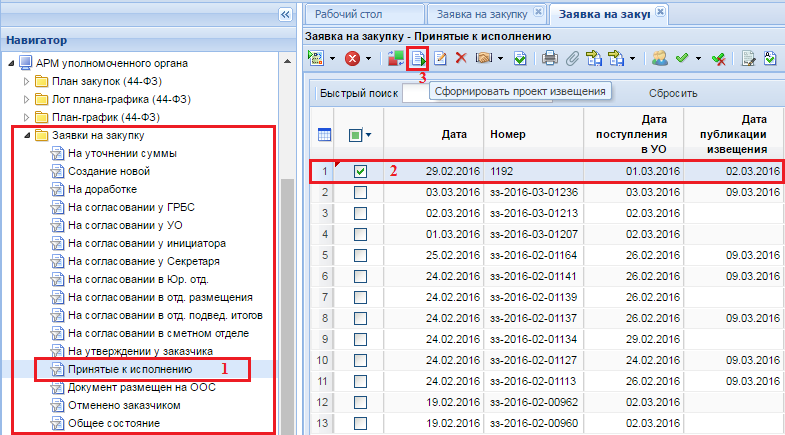 Рабочий стол
Заявка на закупку
Заявка на закуп
Навигатор
Заявка на закупку - Принятые к исполнению
АРМ уполномоченного органа
План закупок (44-ФЗ)
Лот плана-графика (44-ФЗ)
План-график (44-ФЗ)
Заявки на закупку
На уточнении суммы
Создание новой
На доработке
На согласовании у ГРБС
На согласовании у УО
На согласовании у инициатора
На согласовании у Секретаря
На согласовании в Юр. отд.
На согласовании в отд. размещения
На согласовании в отд. подвед. итогов
На согласовании в сметном отделе
На утверждении у заказчика
Принятые к исполнению 1
Документ размещен на ООС
Отменено заказчиком
Общее состояние
3
Быстрый поиск
Сформировать проект извещения
Сбросить
Дата Номер Дата поступления в УО Дата публикации извещения
1 2 29.02.2016 1192 01.03.2016 02.03.2016
2 03.03.2016 зз-2016-03-01236 03.03.2016 09.03.2016
3 02.03.2016 зз-2016-03-01213 02.03.2016
4 01.03.2016 зз-2016-03-01207 02.03.2016
5 25.02.2016 зз-2016-02-01164 26.02.2016 09.03.2016
6 24.02.2016 зз-2016-02-01141 26.02.2016 09.03.2016
7 24.02.2016 зз-2016-02-01139 26.02.2016
8 24.02.2016 зз-2016-02-01137 26.02.2016 09.03.2016
9 24.02.2016 зз-2016-02-01134 29.02.2016
10 24.02.2016 зз-2016-02-01127 24.02.2016 09.03.2016
11 24.02.2016 зз-2016-02-01113 26.02.2016 09.03.2016
12 19.02.2016 зз-2016-02-00962 02.03.2016
13 19.02.2016 зз-2016-02-00960 02.03.2016